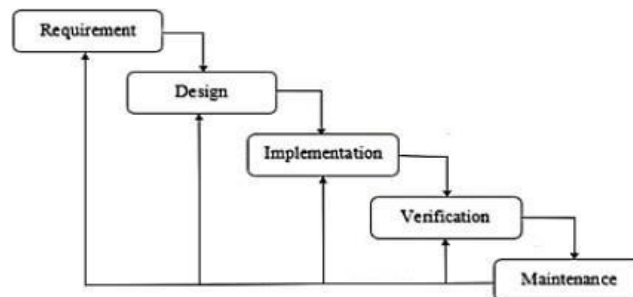 Requirement
Design
Implementation
Verification
Maintenance